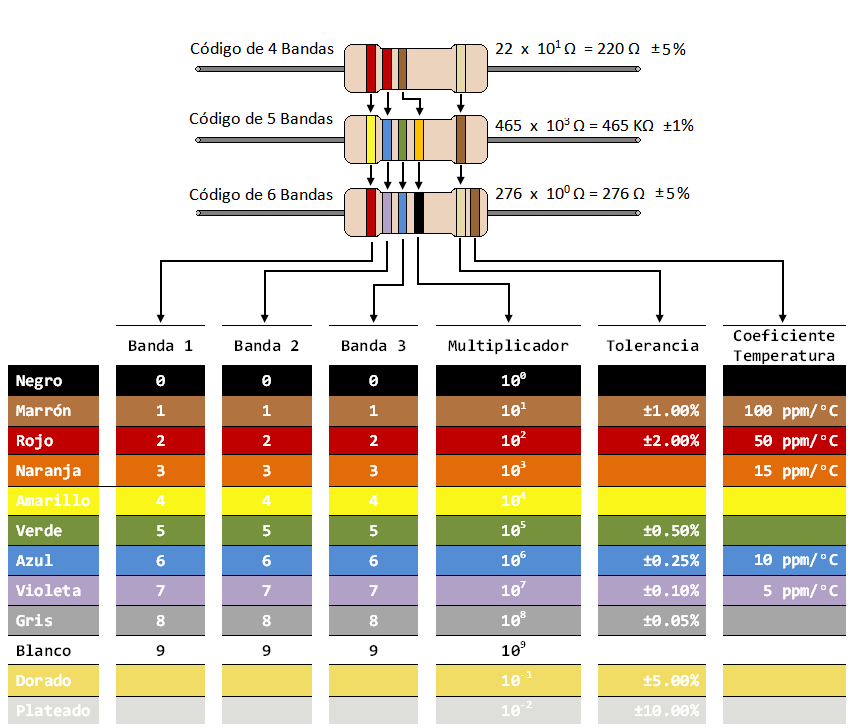 Código de 4 Bandas
22 x 10¹ Ω = 220 Ω ±5%
Código de 5 Bandas
465 x 10³ Ω = 465 KΩ ±1%
Código de 6 Bandas
276 x 10⁰ Ω = 276 Ω ±5%
Banda 1 Banda 2 Banda 3 Multiplicador Tolerancia Coeficiente Temperatura
Negro 0 0 0 10⁰
Marrón 1 1 1 10¹ ±1.00% 100 ppm/°C
Rojo 2 2 2 10² ±2.00% 50 ppm/°C
Naranja 3 3 3 10³ 15 ppm/°C
Amarillo 4 4 4 10⁴
Verde 5 5 5 10⁵ ±0.50%
Azul 6 6 6 10⁶ ±0.25% 10 ppm/°C
Violeta 7 7 7 10⁷ ±0.10% 5 ppm/°C
Gris 8 8 8 10⁸ ±0.05%
Blanco 9 9 9 10⁹
Dorado 10⁻¹ ±5.00%
Plateado 10⁻² ±10.00%